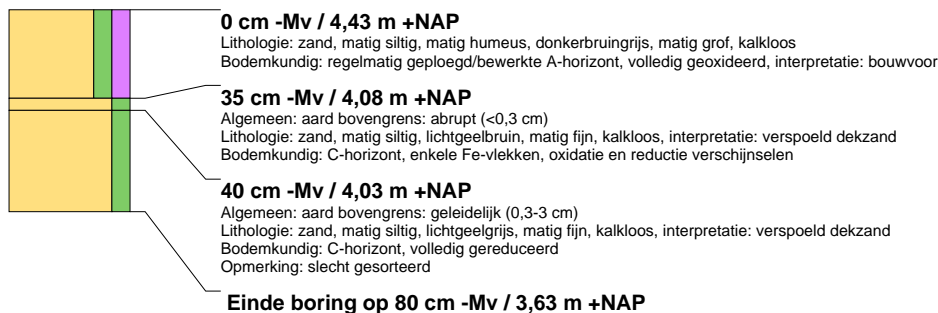 0 cm -Mv / 4,43 m +NAP
Lithologie: zand, matig siltig, matig humeus, donkerbruingrijs, matig grof, kalkloos
Bodemkundig: regelmatig geploegd/bewerkte A-horizont, volledig geoxideerd, interpretatie: bouwvoor
35 cm -Mv / 4,08 m +NAP
Algemeen: aard bovengrens: abrupt (<0,3 cm)
Lithologie: zand, matig siltig, lichtgeelbruin, matig fijn, kalkloos, interpretatie: verspoeld dekzand
Bodemkundig: C-horizont, enkele Fe-vlekken, oxidatie en reductie verschijnselen
40 cm -Mv / 4,03 m +NAP
Algemeen: aard bovengrens: geleidelijk (0,3-3 cm)
Lithologie: zand, matig siltig, lichtgeelgrijs, matig fijn, kalkloos, interpretatie: verspoeld dekzand
Bodemkundig: C-horizont, volledig gereduceerd
Opmerking: slecht gesorteerd
Einde boring op 80 cm -Mv / 3,63 m +NAP